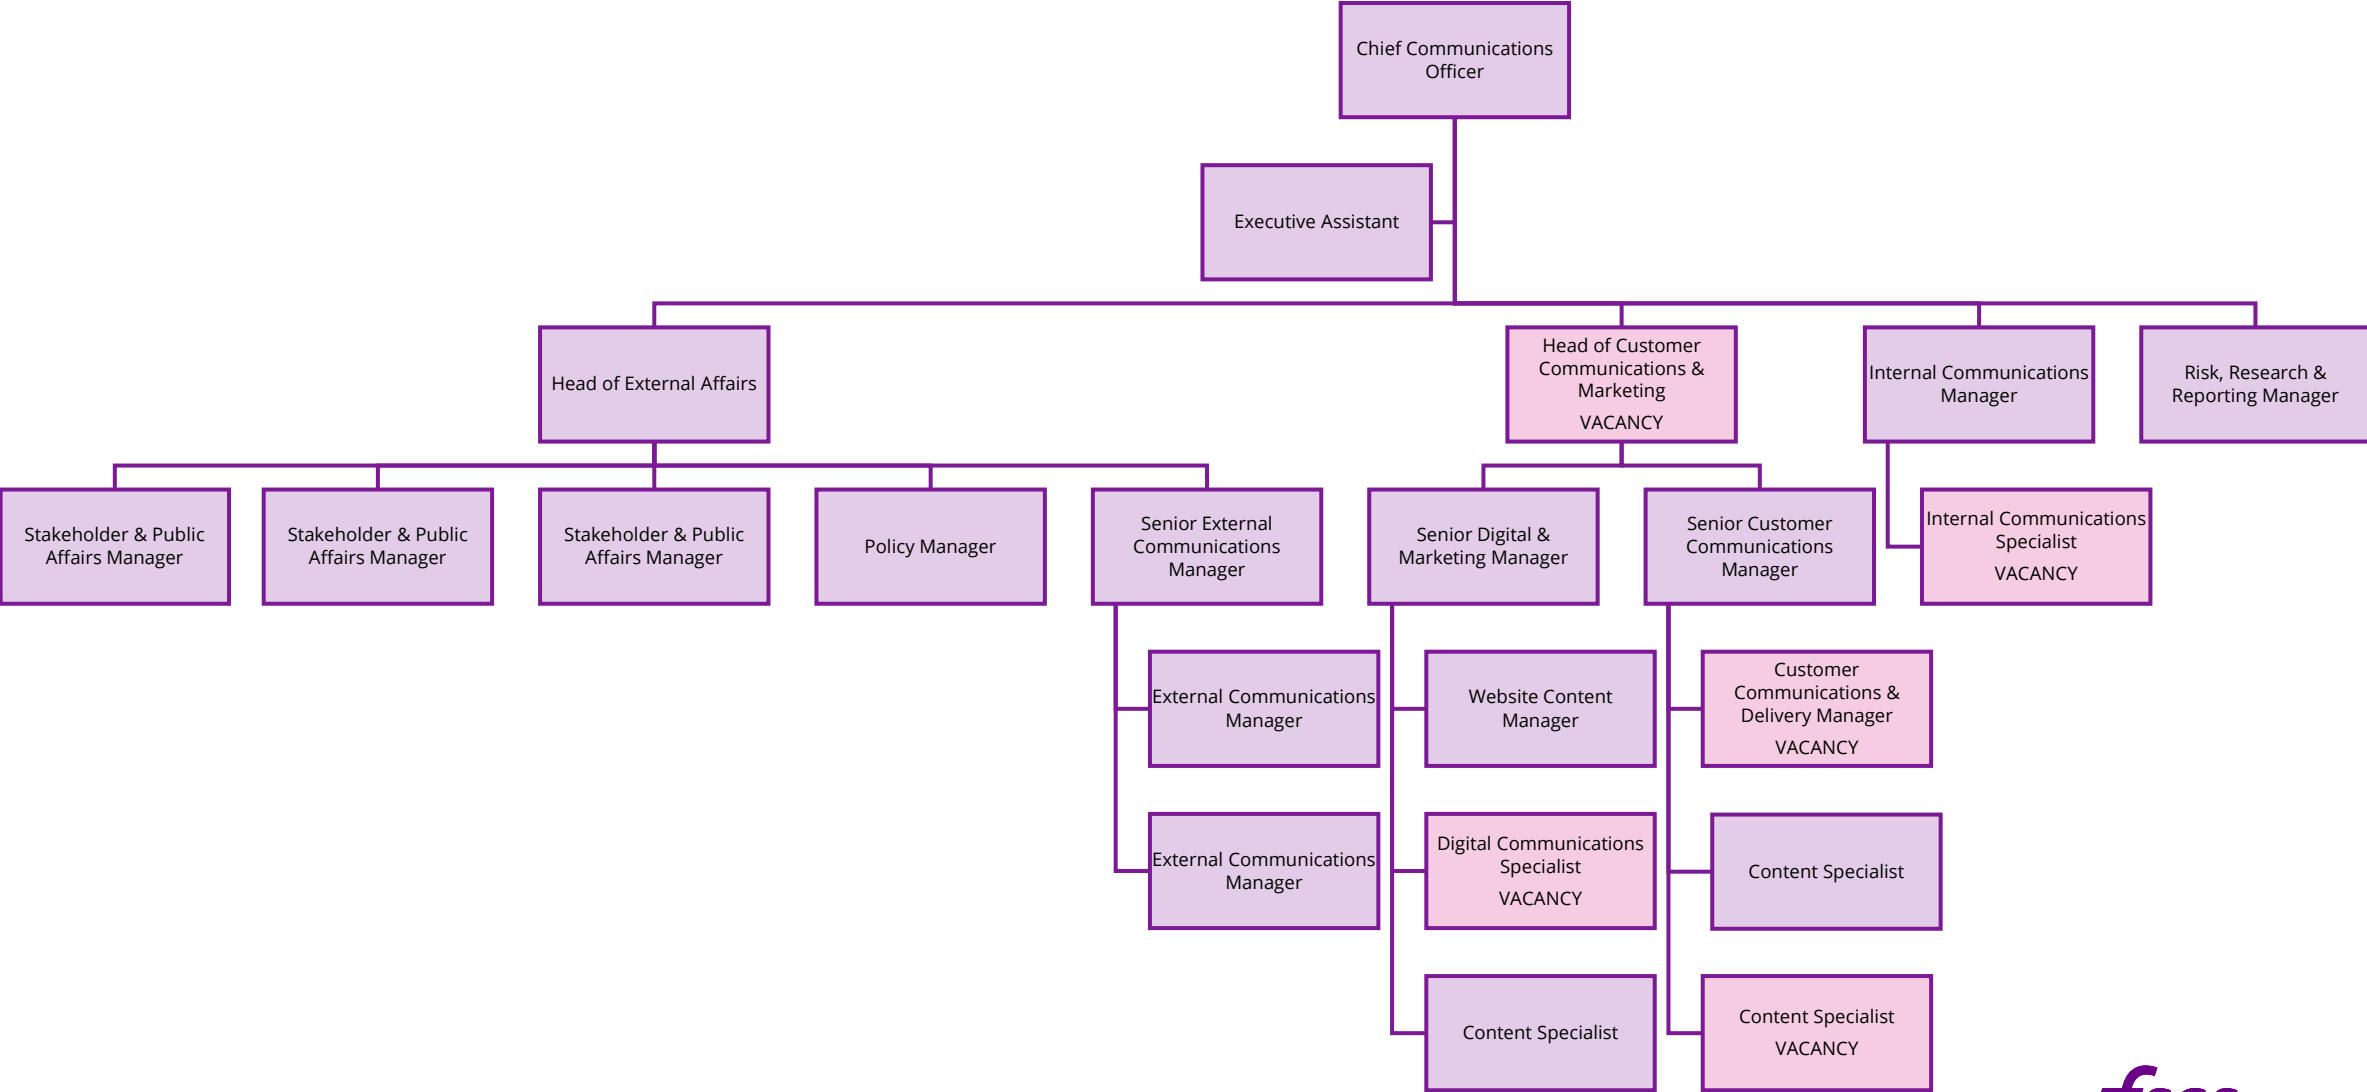 Chief Communications
Officer
Executive Assistant
Head of External Affairs
Head of Customer
Communications &
Marketing
VACANCY
Internal Communications
Manager
Risk, Research &
Reporting Manager
Stakeholder & Public
Affairs Manager
Stakeholder & Public
Affairs Manager
Stakeholder & Public
Affairs Manager
Policy Manager
Senior External
Communications
Manager
Senior Digital &
Marketing Manager
Senior Customer
Communications
Manager
Internal Communications
Specialist
VACANCY
External Communications
Manager
Website Content
Manager
Customer
Communications &
Delivery Manager
VACANCY
External Communications
Manager
Digital Communications
Specialist
VACANCY
Content Specialist
Content Specialist
Content Specialist
VACANCY